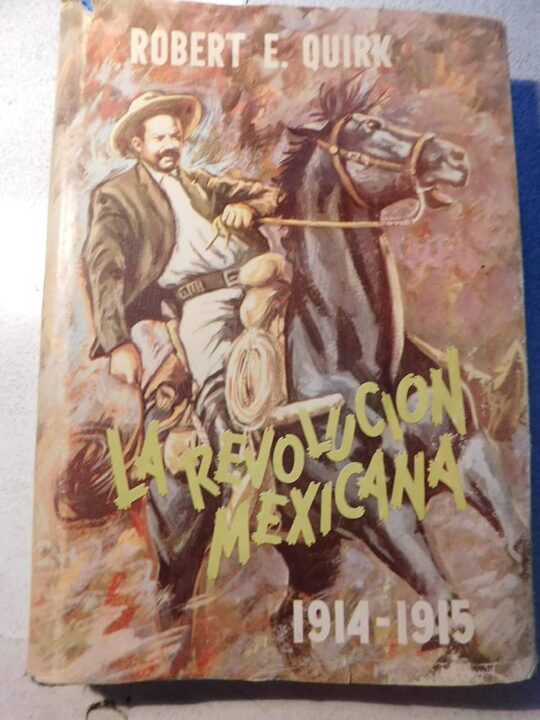 ROBERT E. QUIRK
LA REVOLUCION
MEXICANA
1914-1915